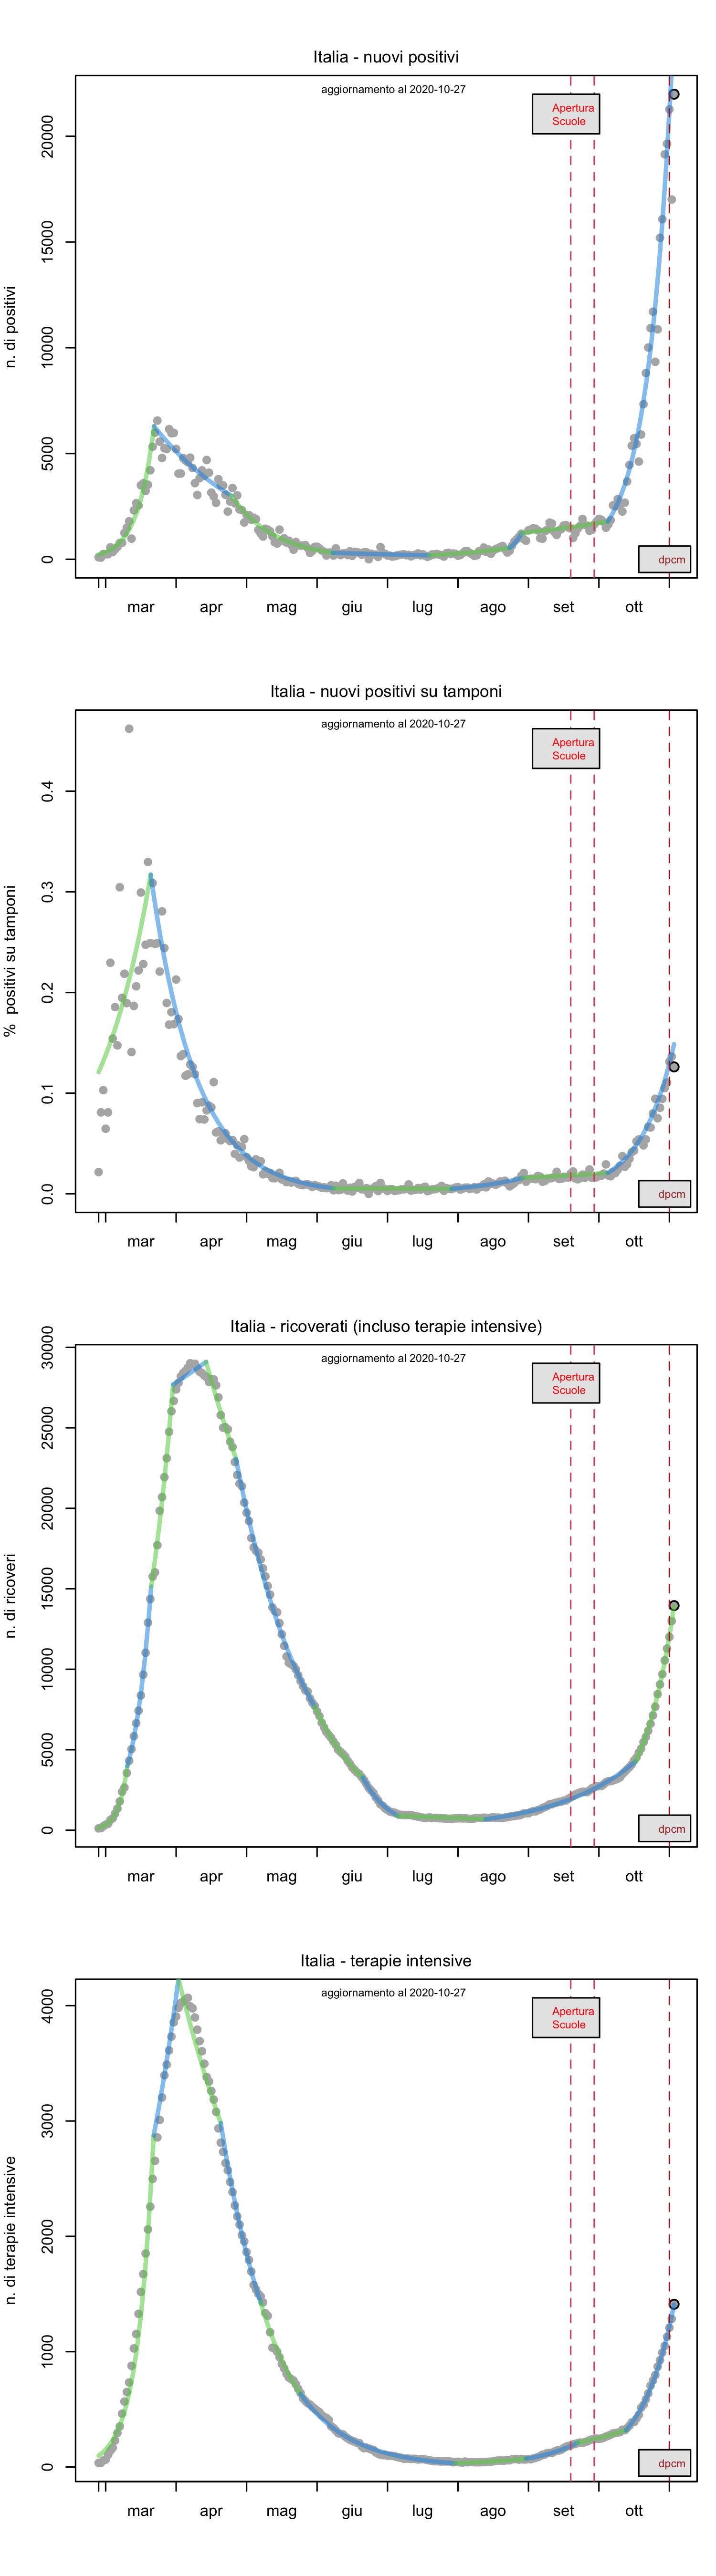 Italia - nuovi positivi
aggiornamento al 2020-10-27
Apertura
Scuole
n. di positivi
20000
15000
10000
5000
0
dpcm
mar apr mag giu lug ago set ott
Italia - nuovi positivi su tamponi
aggiornamento al 2020-10-27
Apertura
Scuole
% positivi su tamponi
0.4
0.3
0.2
0.1
0.0
dpcm
mar apr mag giu lug ago set ott
Italia - ricoverati (incluso terapie intensive)
aggiornamento al 2020-10-27
Apertura
Scuole
n. di ricoveri
30000
25000
20000
15000
10000
5000
0
dpcm
mar apr mag giu lug ago set ott
Italia - terapie intensive
aggiornamento al 2020-10-27
Apertura
Scuole
n. di terapie intensive
4000
3000
2000
1000
0
dpcm
mar apr mag giu lug ago set ott